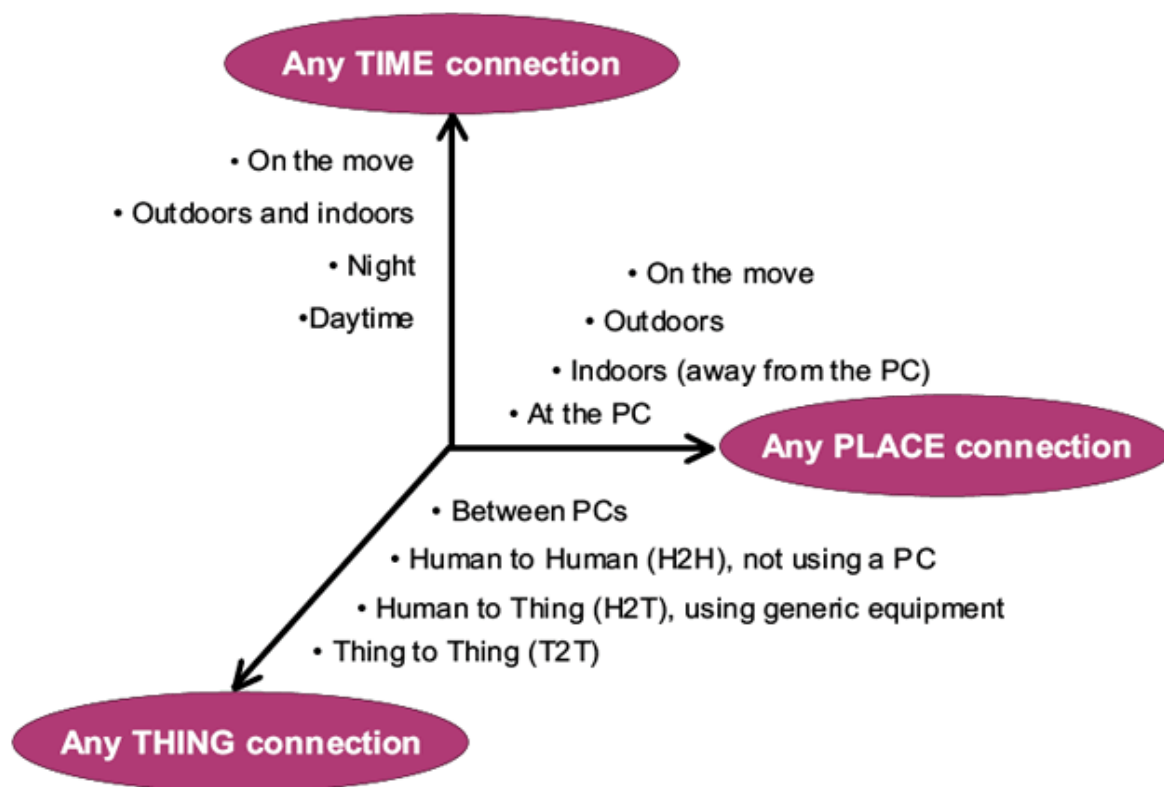 Any TIME connection
• On the move
• Outdoors and indoors
• Night
•Daytime
• On the move
• Outdoors
• Indoors (away from the PC)
• At the PC
Any PLACE connection
• Between PCs
• Human to Human (H2H), not using a PC
• Human to Thing (H2T), using generic equipment
• Thing to Thing (T2T)
Any THING connection